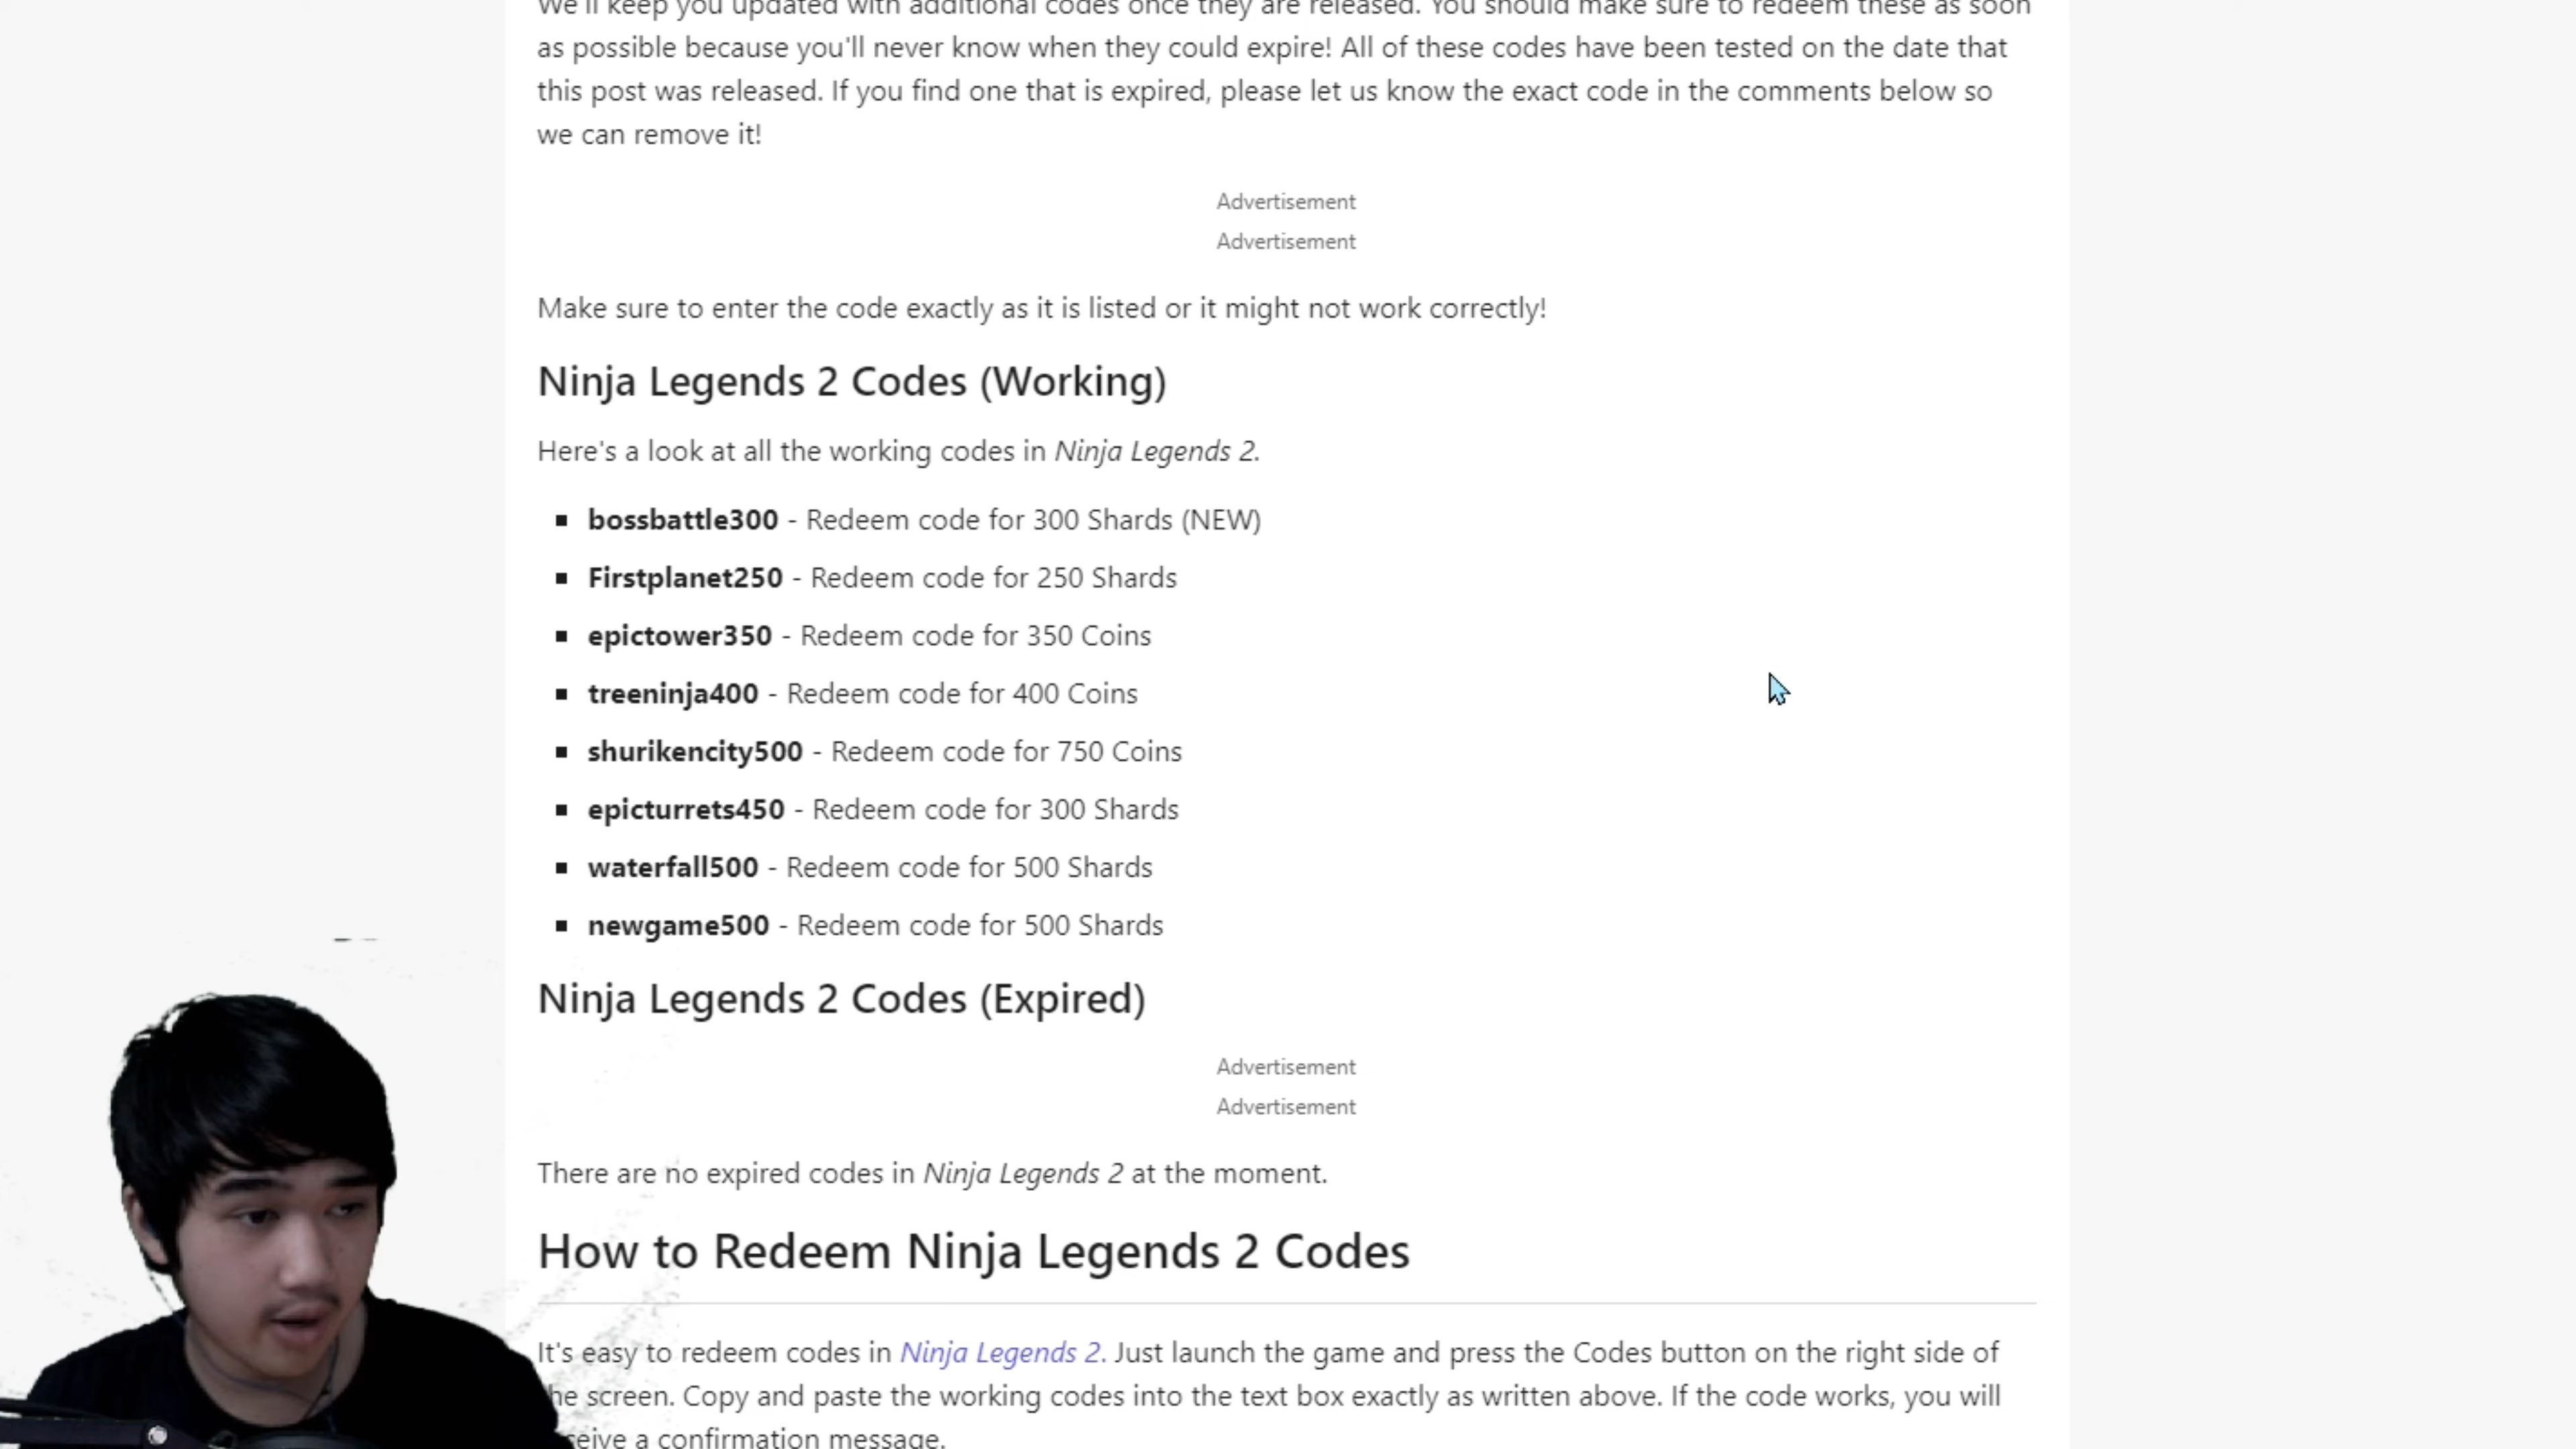 We'll keep you updated with additional codes once they are released. You should make sure to redeem these as soon
as possible because you'll never know when they could expire! All of these codes have been tested on the date that
this post was released. If you find one that is expired, please let us know the exact code in the comments below so
we can remove it!
Advertisement
Advertisement
Make sure to enter the code exactly as it is listed or it might not work correctly!
Ninja Legends 2 Codes (Working)
Here's a look at all the working codes in Ninja Legends 2.
▪ bossbattle300 - Redeem code for 300 Shards (NEW)
▪ Firstplanet250 - Redeem code for 250 Shards
▪ epictower350 - Redeem code for 350 Coins
▪ treeninja400 - Redeem code for 400 Coins
▪ shurikencity500 - Redeem code for 750 Coins
▪ epicturrets450 - Redeem code for 300 Shards
▪ waterfall500 - Redeem code for 500 Shards
▪ newgame500 - Redeem code for 500 Shards
Ninja Legends 2 Codes (Expired)
Advertisement
Advertisement
There are no expired codes in Ninja Legends 2 at the moment.
How to Redeem Ninja Legends 2 Codes
It's easy to redeem codes in Ninja Legends 2. Just launch the game and press the Codes button on the right side of
he screen. Copy and paste the working codes into the text box exactly as written above. If the code works, you will
eive a confirmation message.